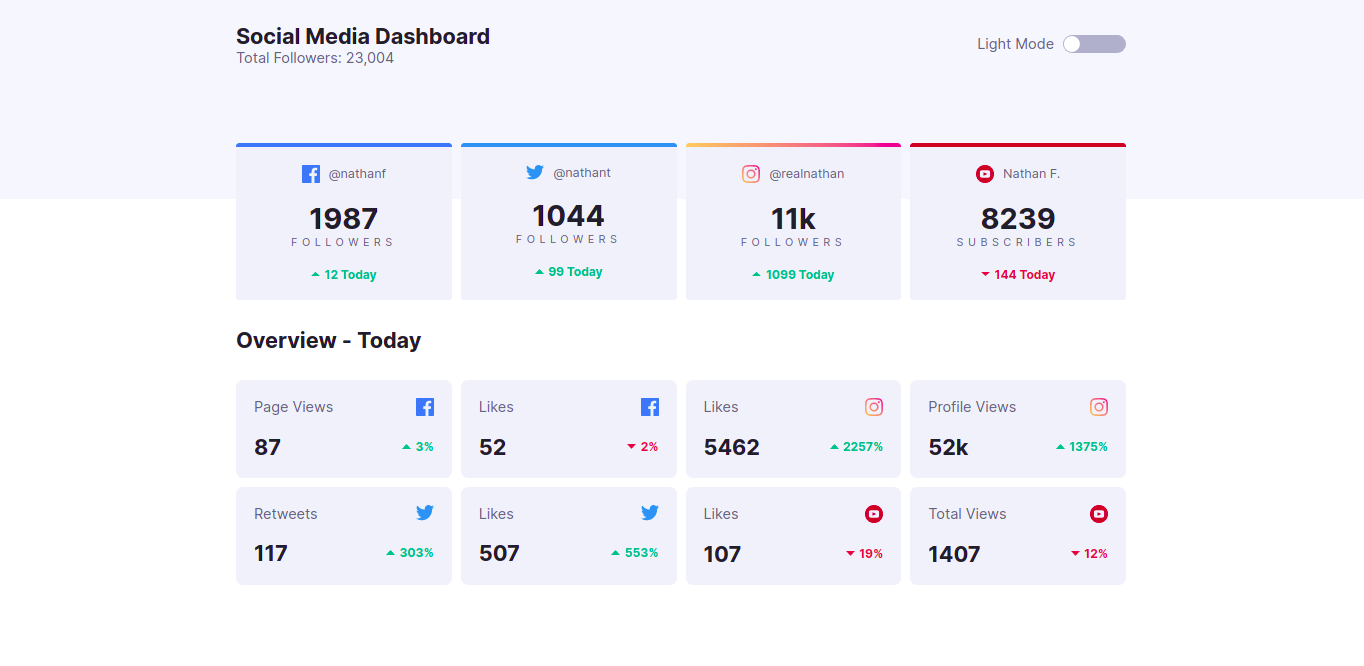 Social Media Dashboard
Total Followers: 23,004
Light Mode
@nathanf
1987
FOLLOWERS
12 Today
@nathant
1044
FOLLOWERS
99 Today
@realnathan
11k
FOLLOWERS
1099 Today
Nathan F.
8239
SUBSCRIBERS
144 Today
Overview - Today
Page Views
87
3%
Likes
52
2%
Likes
5462
2257%
Profile Views
52k
1375%
Retweets
117
303%
Likes
507
553%
Likes
107
19%
Total Views
1407
12%